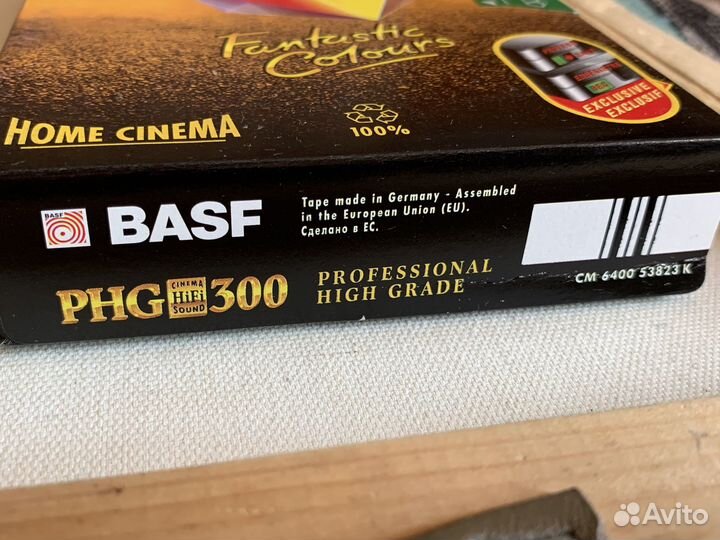 Fantastic
Colours
EXCLUSIVE
EXCLUSIF
HOME CINEMA
100%
BASF
BASF
Tape made in Germany - Assembled
in the European Union (EU).
Сделано в ЕС.
PHG CINEMA HiFi SOUND 300
PROFESSIONAL
HIGH GRADE
CM 6400 53823 K
Avito